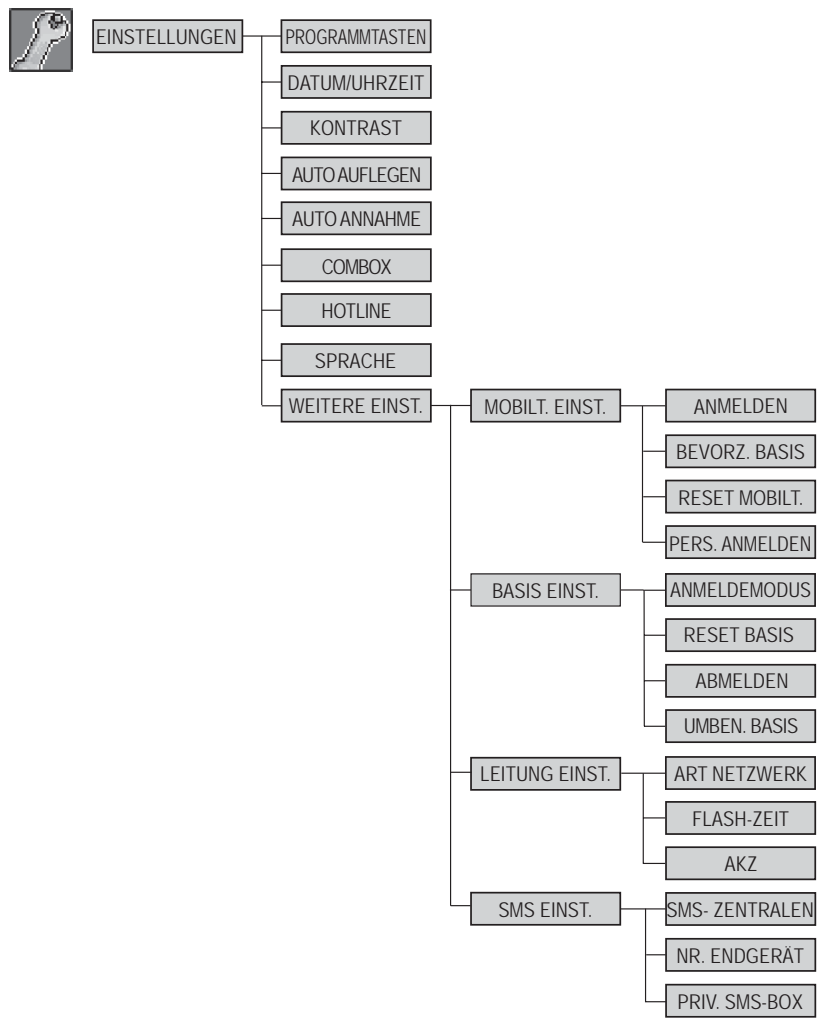 EINSTELLUNGEN
PROGRAMMTASTEN
DATUM/UHRZEIT
KONTRAST
AUTO AUFLEGEN
AUTO ANNAHME
COMBOX
HOTLINE
SPRACHE
WEITERE EINST.
MOBILT. EINST.
ANMELDEN
BEVORZ. BASIS
RESET MOBILT.
PERS. ANMELDEN
BASIS EINST.
ANMELDEMODUS
RESET BASIS
ABMELDEN
UMBEN. BASIS
LEITUNG EINST.
ART NETZWERK
FLASH-ZEIT
AKZ
SMS EINST.
SMS- ZENTRALEN
NR. ENDGERÄT
PRIV. SMS-BOX